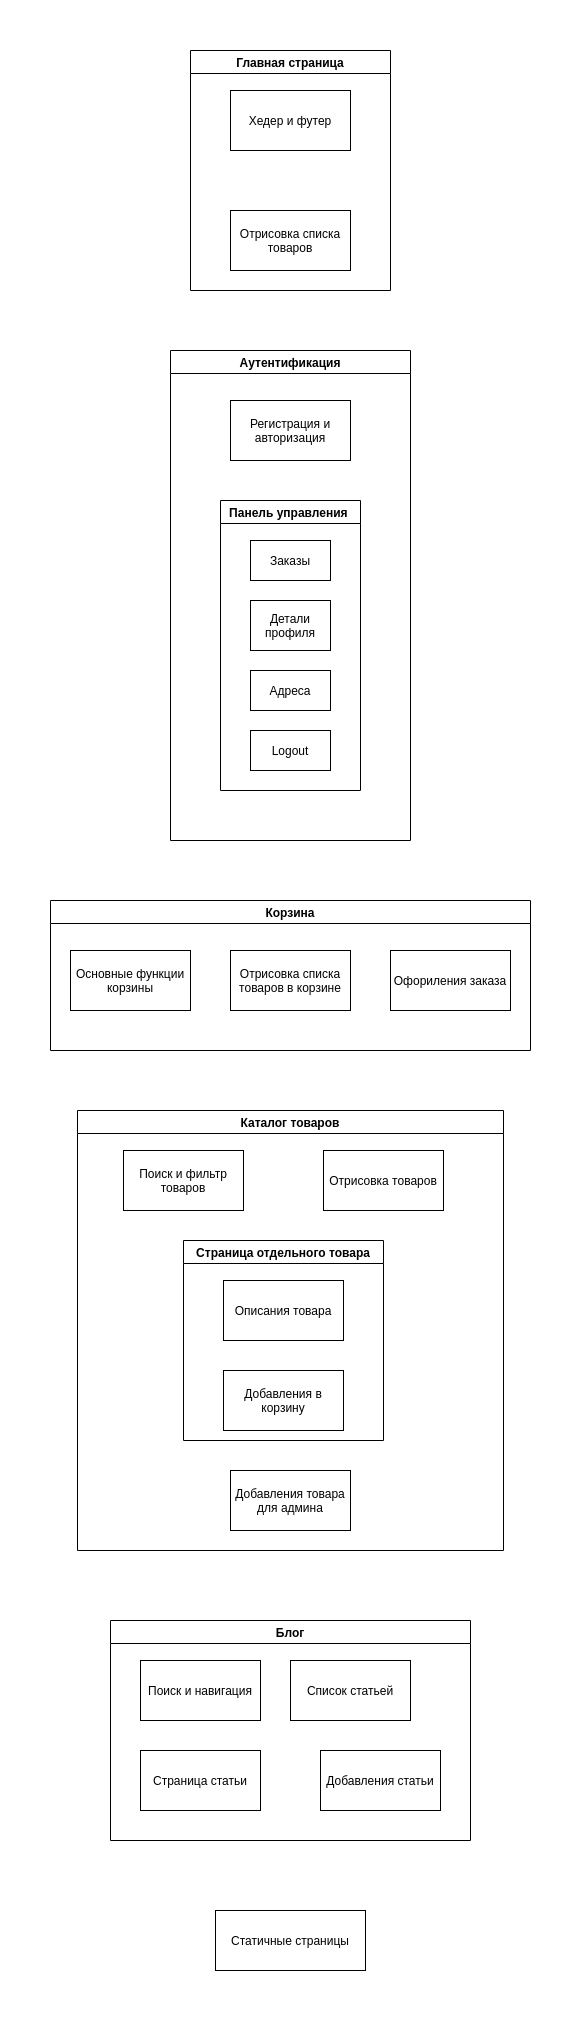 Главная страница
Хедер и футер
Отрисовка списка
товаров
Аутентификация
Регистрация и
авторизация
Панель управления
Заказы
Детали
профиля
Адреса
Logout
Корзина
Основные функции
корзины
Отрисовка списка
товаров в корзине
Офориления заказа
Каталог товаров
Поиск и фильтр
товаров
Отрисовка товаров
Страница отдельного товара
Описания товара
Добавления в
корзину
Добавления товара
для админа
Блог
Поиск и навигация
Список статьей
Страница статьи
Добавления статьи
Статичные страницы